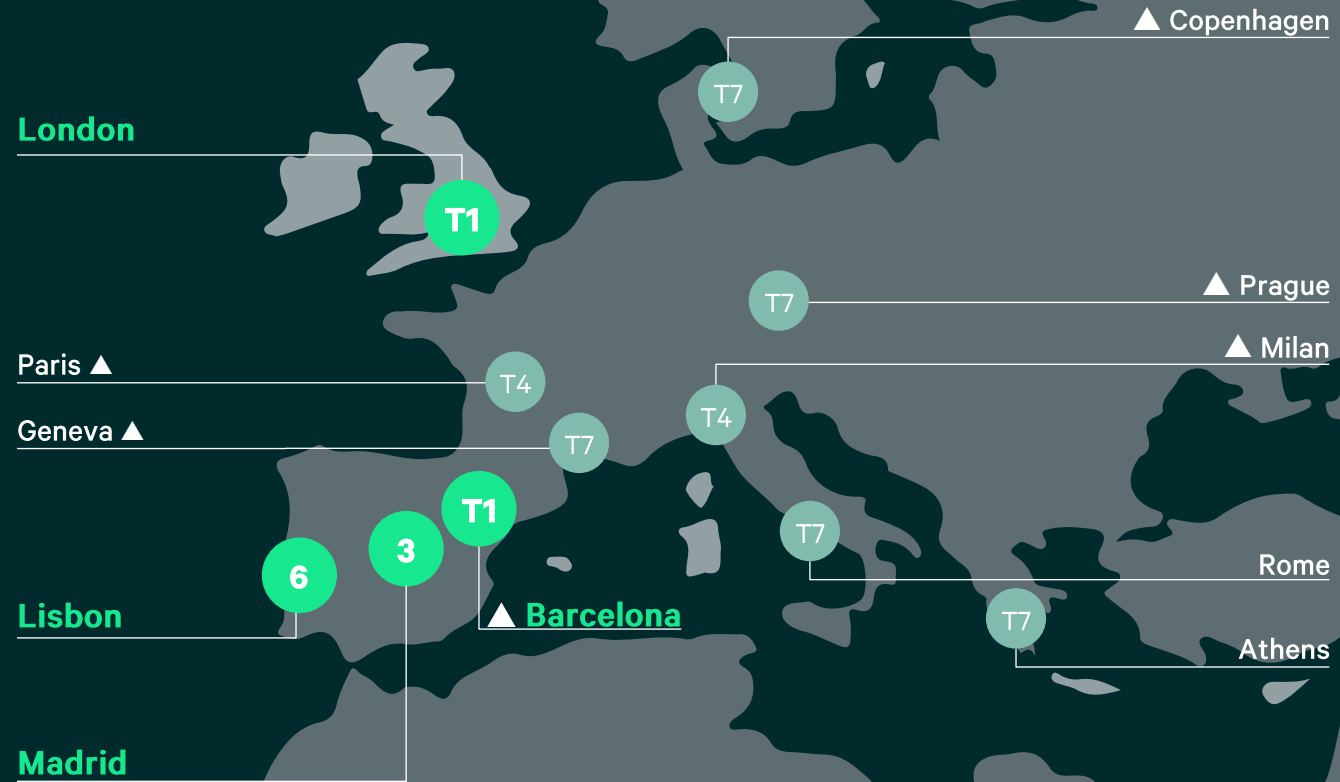 ▲ Copenhagen
T7
London
T1
▲ Prague
T7
▲ Milan
Paris ▲
T4
T4
Geneva ▲
T7
T1
T7
3
Rome
6
Lisbon
▲ Barcelona
T7
Athens
Madrid